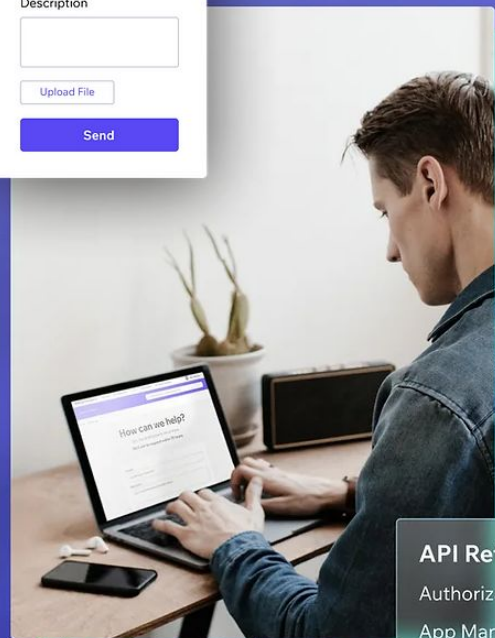 Description
Upload File
Send
How can we help?
API Re
Authoriz
App Man